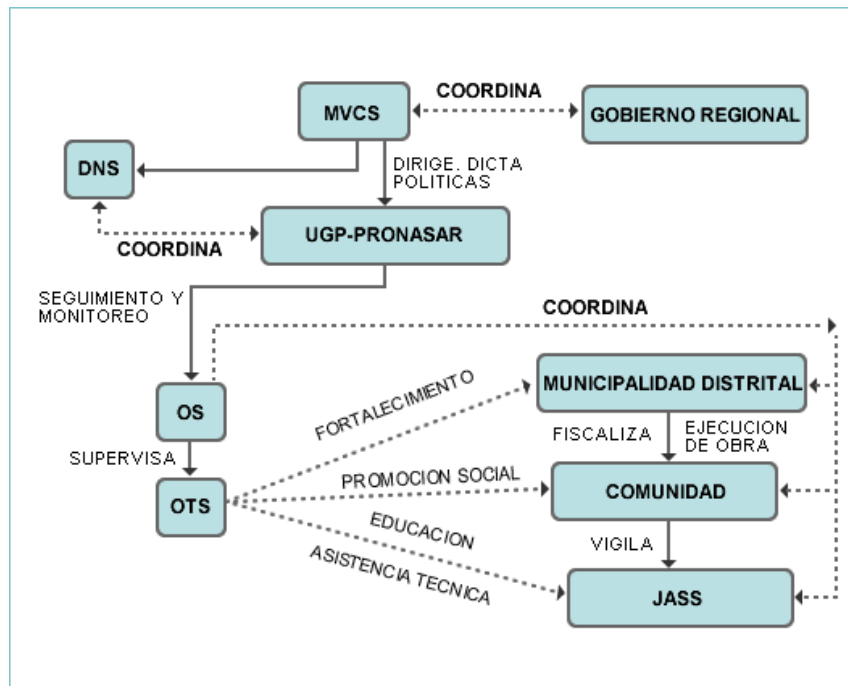 COORDINA
MVCS
GOBIERNO REGIONAL
DNS
DIRIGE. DICTA
POLITICAS
COORDINA
UGP-PRONASAR
SEGUIMIENTO Y
MONITOREO
COORDINA
OS
FORTALECIMIENTO
MUNICIPALIDAD DISTRITAL
SUPERVISA
FISCALIZA
EJECUCION
DE OBRA
OTS
PROMOCION SOCIAL
COMUNIDAD
EDUCACION
VIGILA
ASISTENCIA TECNICA
JASS